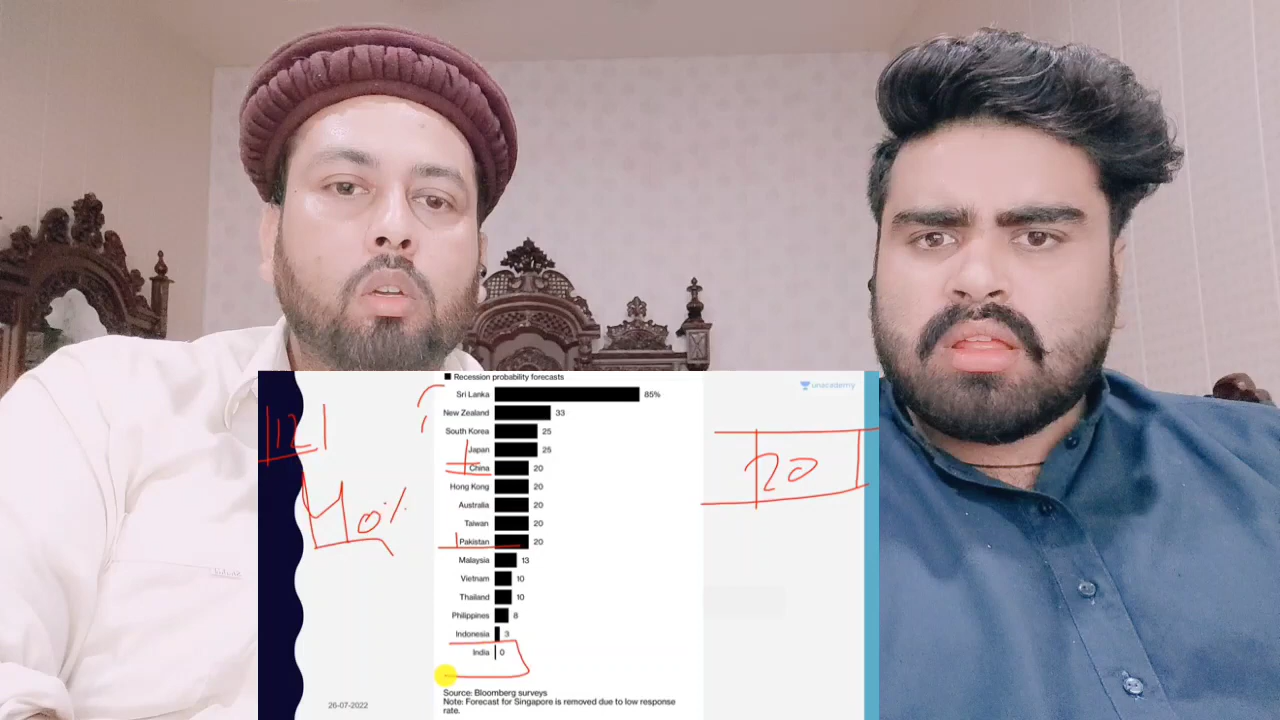 Recession probability forecasts
unacademy
Sri Lanka 85%
New Zealand 33
South Korea 25
Japan 25
China 20
Hong Kong 20
Australia 20
Taiwan 20
Pakistan 20
Malaysia 13
Vietnam 10
Thailand 10
Philippines 8
Indonesia 3
India 0
Source: Bloomberg surveys
Note: Forecast for Singapore is removed due to low response
rate.
26-07-2022
12
40%
20